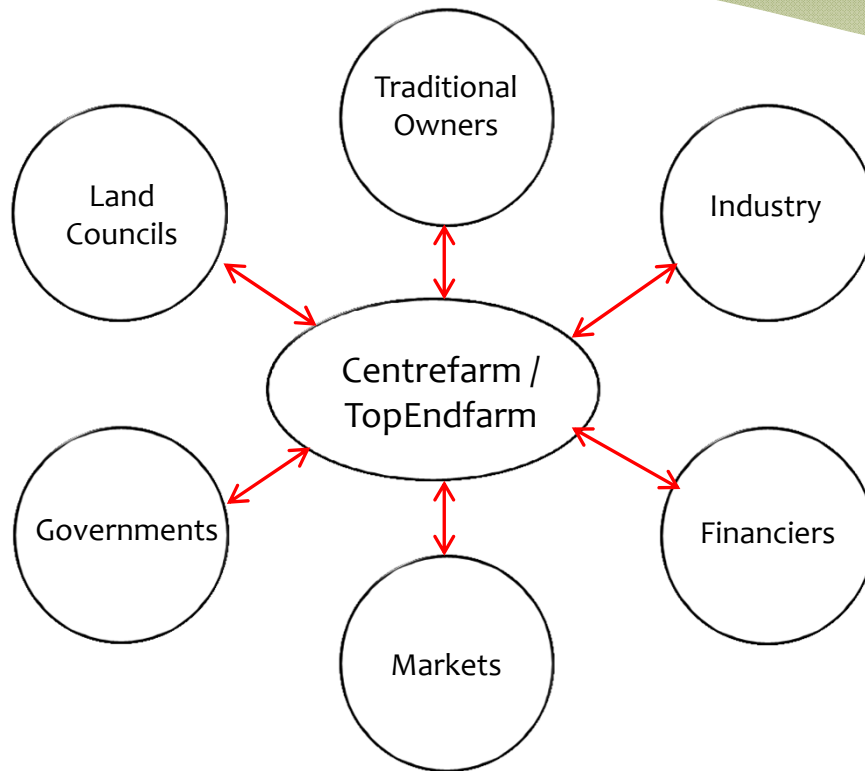 Traditional
Owners
Land
Councils
Industry
Centrefarm /
TopEndfarm
Governments
Financiers
Markets